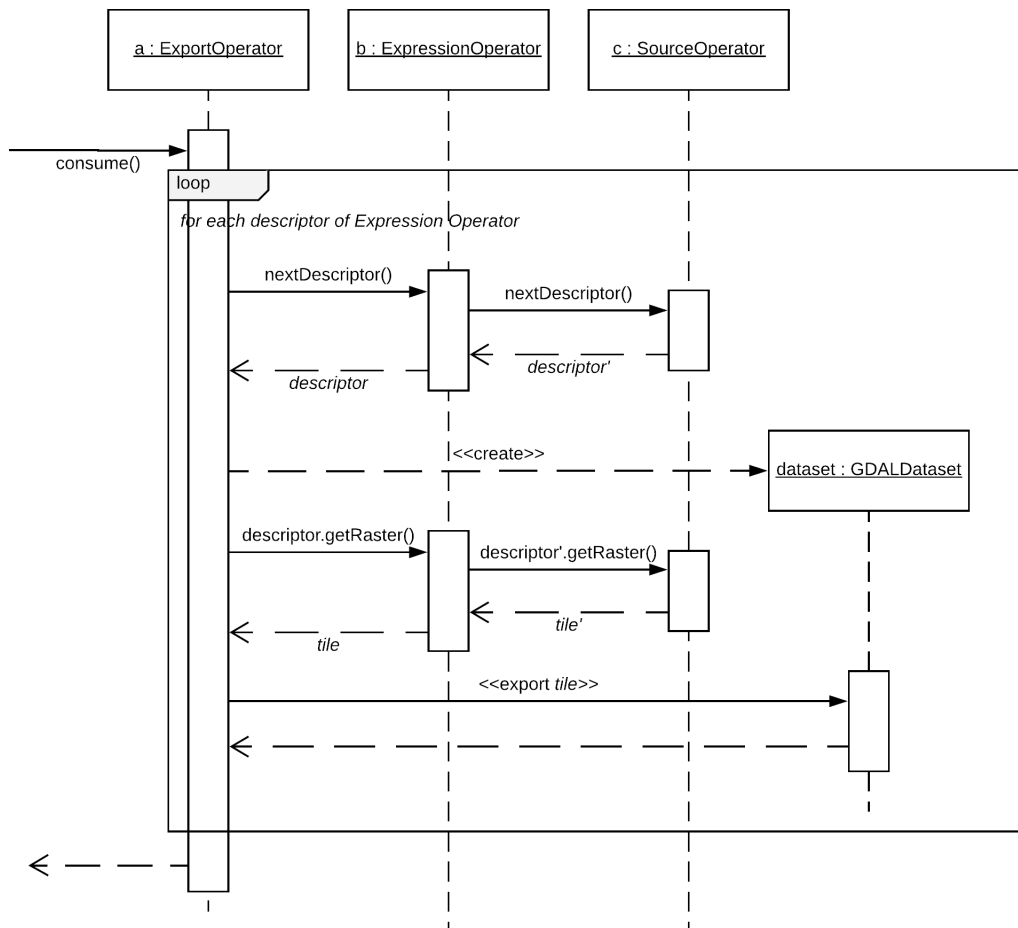 a : ExportOperator
b : ExpressionOperator
c : SourceOperator
consume()
loop
for each descriptor of Expression Operator
nextDescriptor()
nextDescriptor()
descriptor'
descriptor
<<create>>
dataset : GDALDataset
descriptor.getRaster()
descriptor'.getRaster()
tile'
tile
<<export tile>>